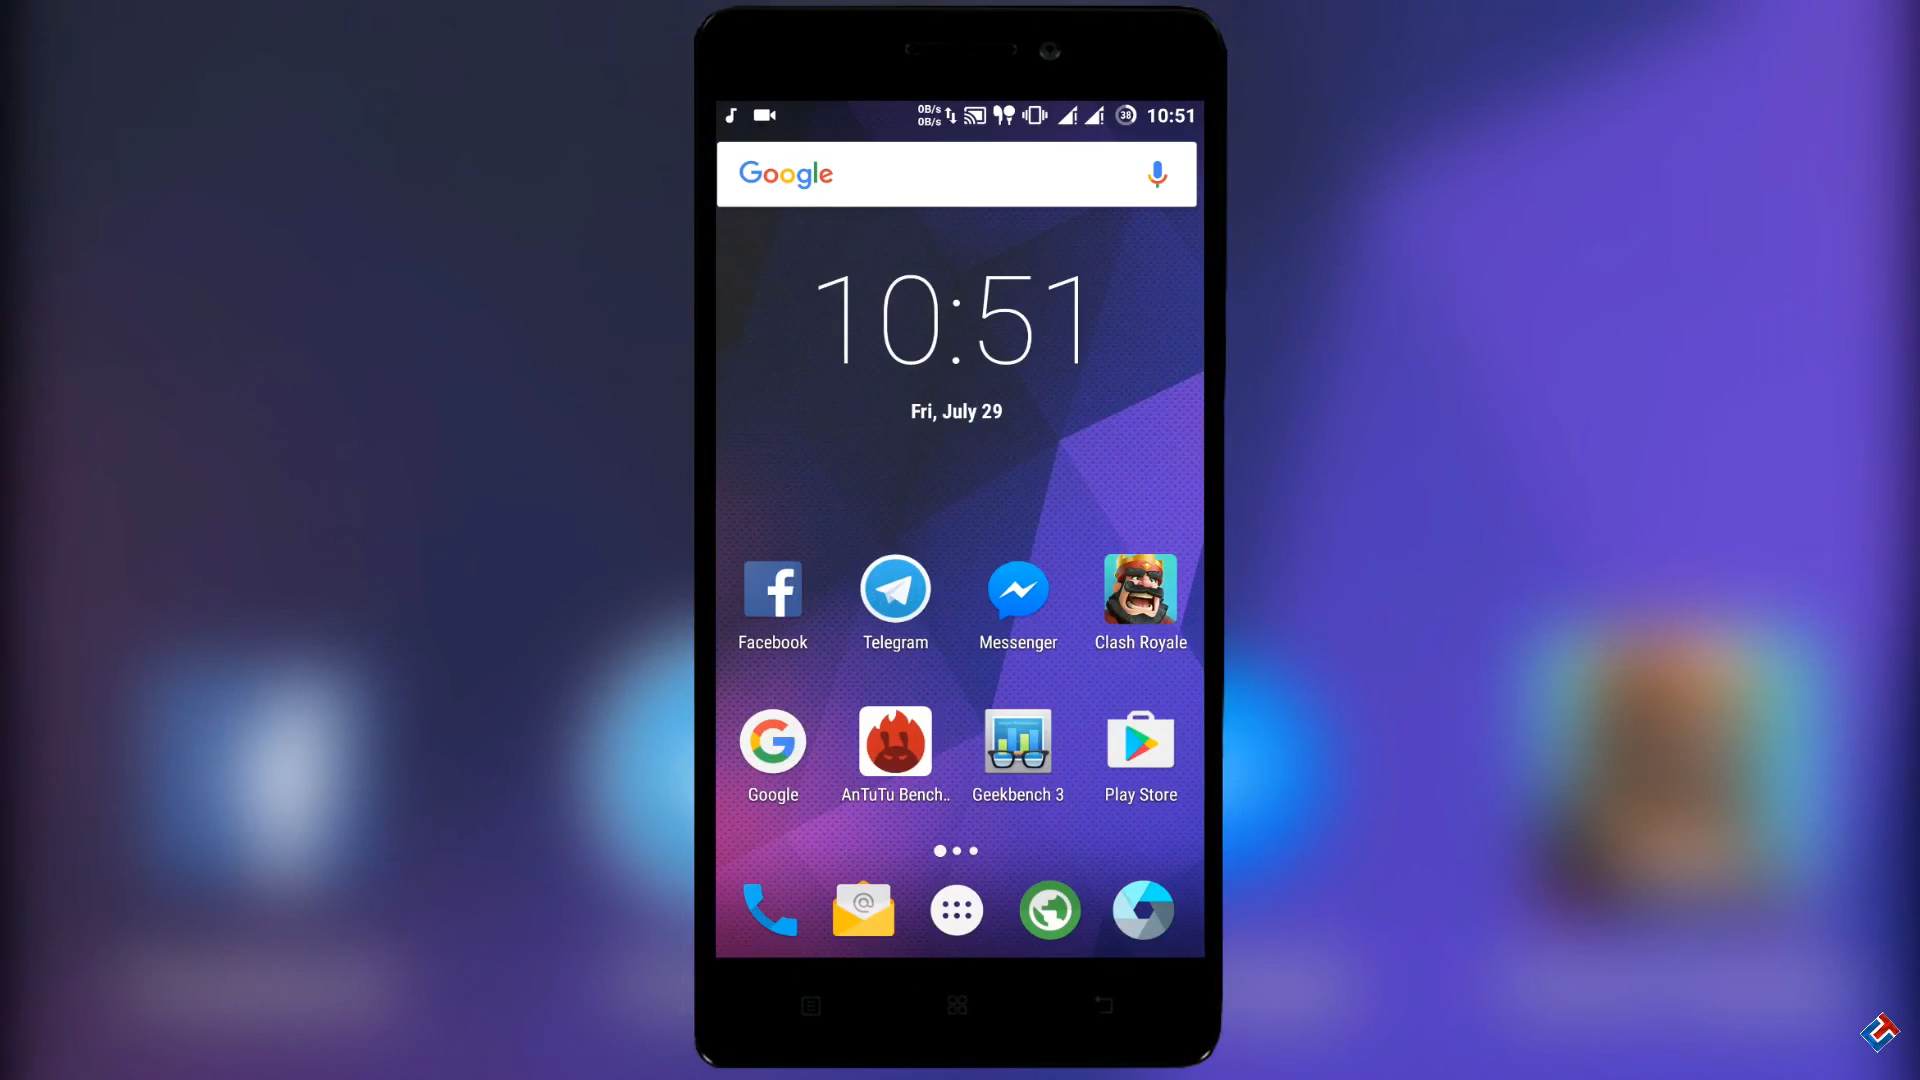 0B/s
0B/s
38
10:51
Google
10:51
Fri, July 29
Facebook
Telegram
Messenger
Clash Royale
Google
AnTuTu Bench..
Geekbench 3
Play Store